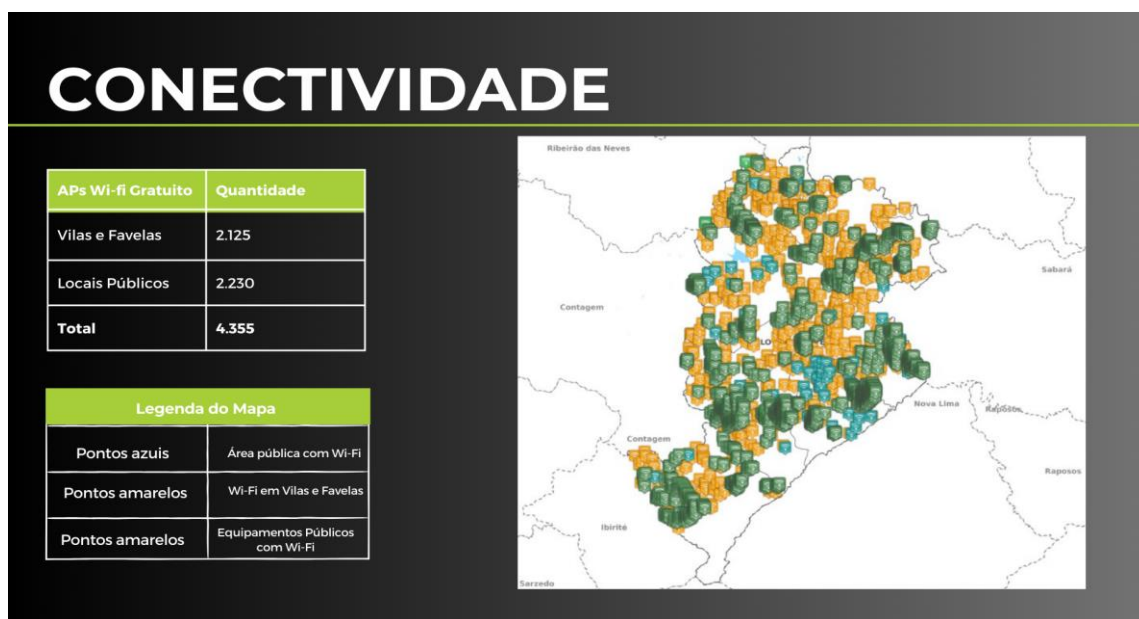 CONECTIVIDADE
APs Wi-fi Gratuito Quantidade
Vilas e Favelas 2.125
Locais Públicos 2.230
Total 4.355
Legenda do Mapa
Pontos azuis Área pública com Wi-Fi
Pontos amarelos Wi-Fi em Vilas e Favelas
Pontos amarelos Equipamentos Públicos
com Wi-Fi
Ribeirão das Neves
Sabará
Contagem
Nova Lima
Raposos
Contagem
Raposos
Ibirité
Sarzedo